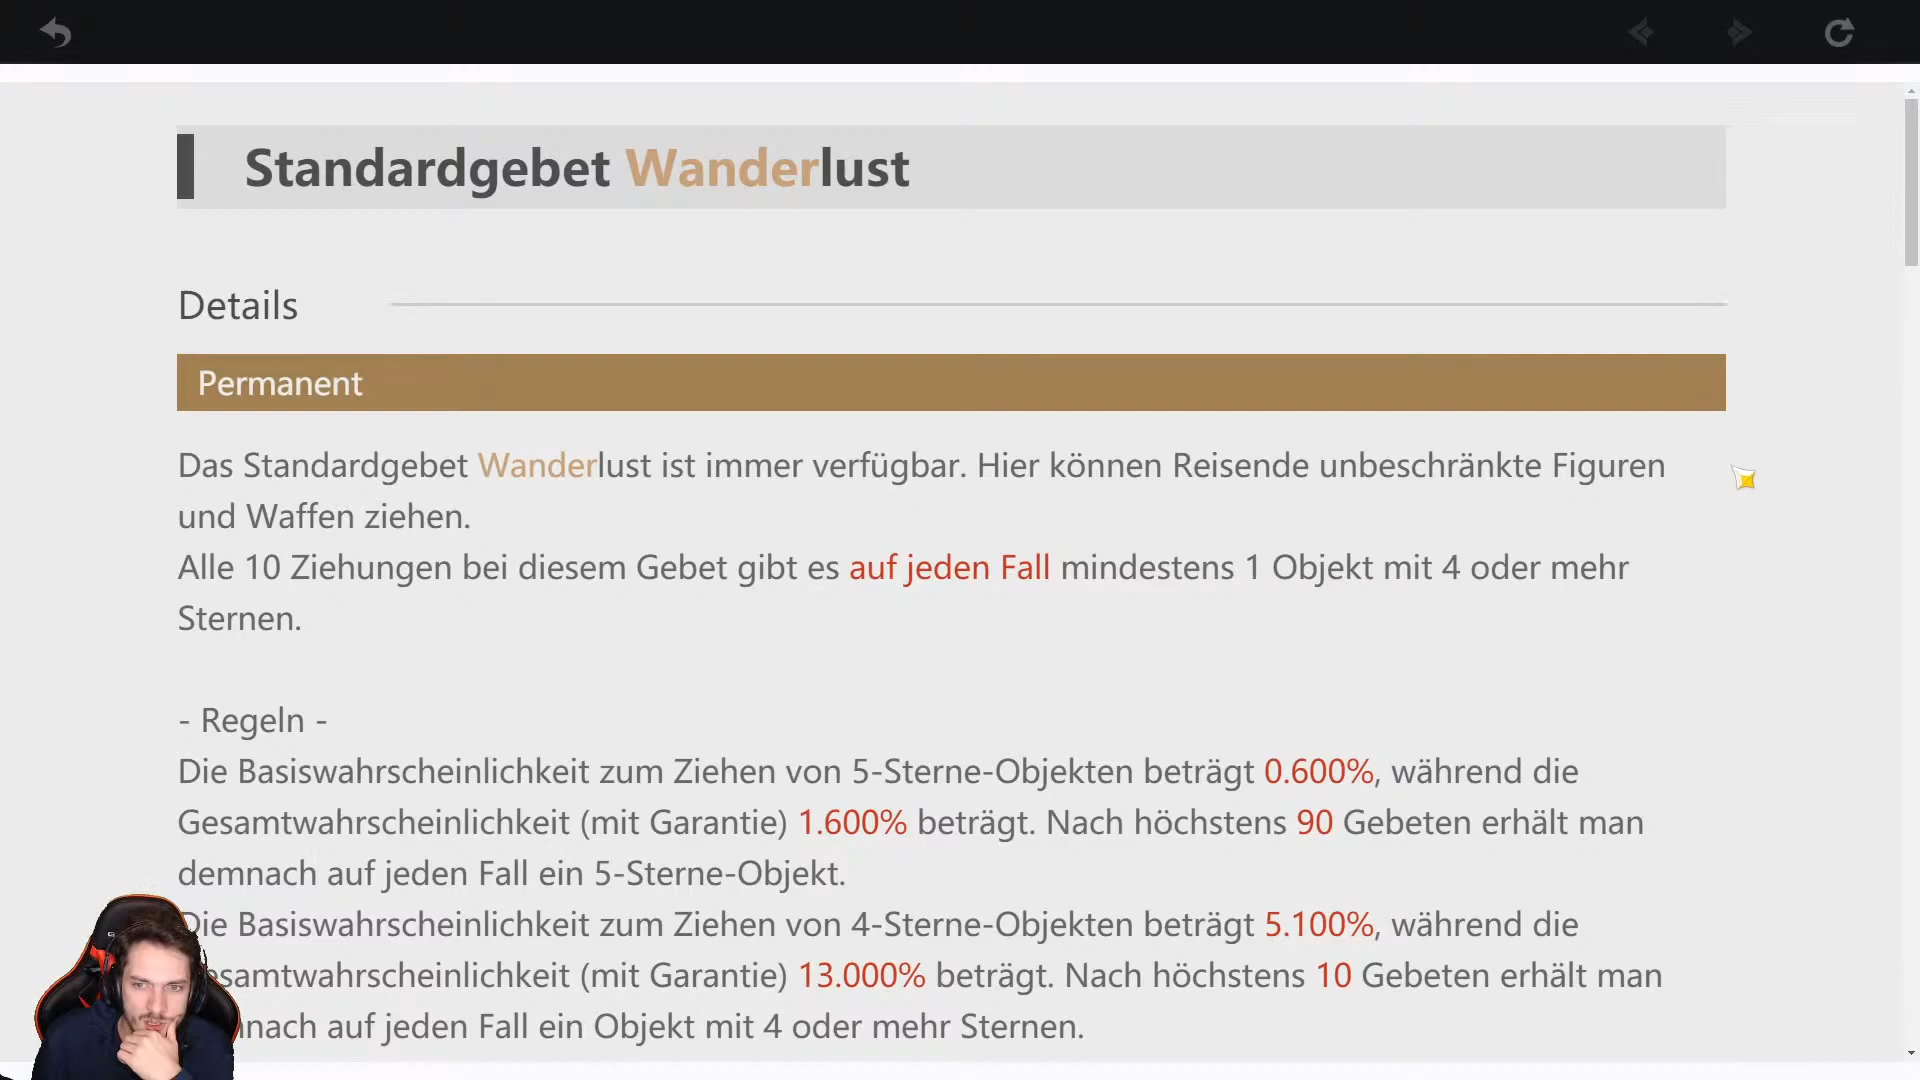 Standardgebet Wanderlust
Details
Permanent
Das Standardgebet Wanderlust ist immer verfügbar. Hier können Reisende unbeschränkte Figuren
und Waffen ziehen.
Alle 10 Ziehungen bei diesem Gebet gibt es auf jeden Fall mindestens 1 Objekt mit 4 oder mehr
Sternen.
- Regeln -
Die Basiswahrscheinlichkeit zum Ziehen von 5-Sterne-Objekten beträgt 0.600%, während die
Gesamtwahrscheinlichkeit (mit Garantie) 1.600% beträgt. Nach höchstens 90 Gebeten erhält man
demnach auf jeden Fall ein 5-Sterne-Objekt.
Die Basiswahrscheinlichkeit zum Ziehen von 4-Sterne-Objekten beträgt 5.100%, während die
esamtwahrscheinlichkeit (mit Garantie) 13.000% beträgt. Nach höchstens 10 Gebeten erhält man
nach auf jeden Fall ein Objekt mit 4 oder mehr Sternen.